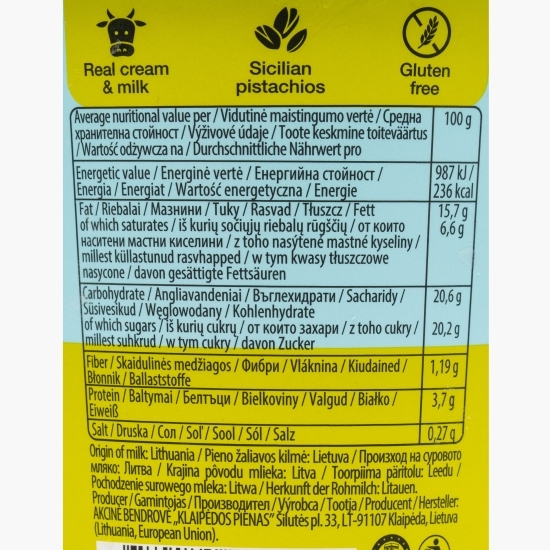 Real cream
& milk
Sicilian
pistachios
Gluten
free
Average nuritional value per / Vidutinė maistingumo vertė / Средна
хранителна стойност / Výživové údaje / Toote keskmine toiteväärtus
/ Wartość odżywcza na / Durchschnittliche Nährwert pro
100 g
Energetic value / Energinė vertė / Енергийна стойност /
Energia / Energiat / Wartość energetyczna / Energie
987 kJ /
236 kcal
Fat / Riebalai / Мазнини / Tuky / Rasvad / Tłuszcz / Fett
15,7 g
of which saturates / iš kurių sočiųjų riebalų rūgščių / от които
6,6 g
наситени мастни киселини / z toho nasýtené mastné kyseliny /
millest küllastunud rasvhapped / w tym kwasy tłuszczowe
nasycone / davon gesättigte Fettsäuren
Carbohydrate / Angliavandeniai / Въглехидрати / Sacharidy /
Süsivesikud / Węglowodany / Kohlenhydrate
20,6 g
of which sugars / iš kurių cukrų / от които захари / z toho cukry /
millest suhkrud / w tym cukry / davon Zucker
20,2 g
Fiber / Skaidulinės medžiagos / Фибри / Vláknina / Kiudained /
Błonnik / Ballaststoffe
1,19 g
Protein / Baltymai / Белтъци / Bielkoviny / Valgud / Białko /
Eiweiß
3,7 g
Salt / Druska / Сол / Soľ / Sool / Sól / Salz
0,27 g
Origin of milk: Lithuania / Pieno žaliavos kilmė: Lietuva / Произход на суровото
мляко: Литва / Krajina pôvodu mlieka: Litva / Toorpiima päritolu: Leedu /
Pochodzenie surowego mleka: Litwa / Herkunft der Rohmilch: Litauen.
Producer / Gamintojas / Производител / Výrobca / Tootja / Producent / Hersteller:
AKCINĖ BENDROVĖ „KLAIPĖDOS PIENAS" Šilutės pl. 33, LT-91107 Klaipėda, Lietuva
(Lithuania, European Union).